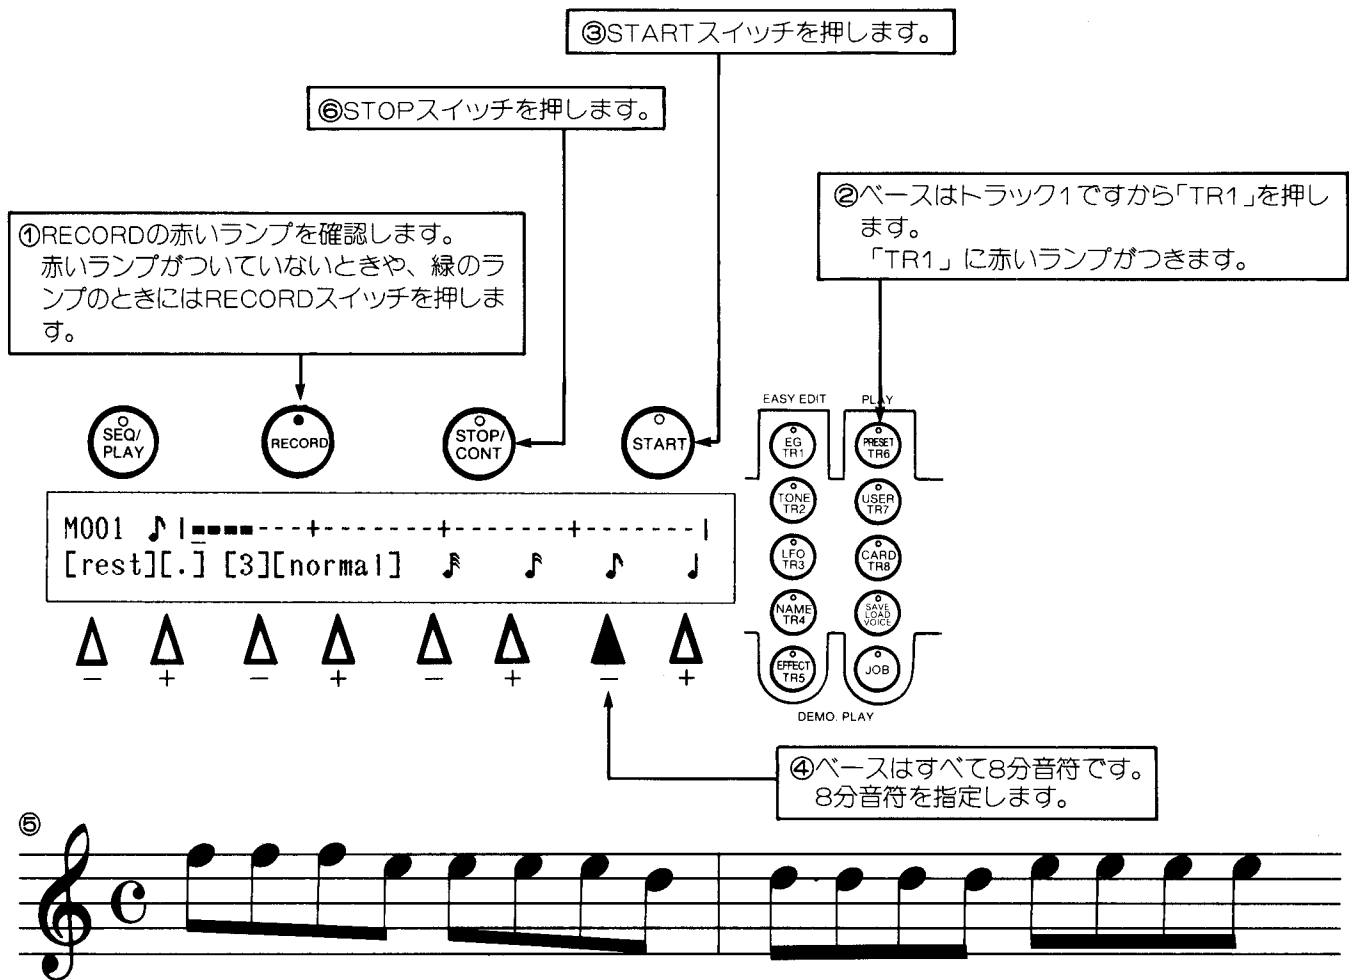 ③STARTスイッチを押します。
⑥STOPスイッチを押します。
②ベースはトラック1ですから「TR1」を押し
ます。
「TR1」に赤いランプがつきます。
①RECORDの赤いランプを確認します。
赤いランプがついていないときや、緑のラ
ンプのときにはRECORDスイッチを押しま
す。
EASY EDIT PLAY
SEQ/
PLAY
RECORD
STOP/
CONT
START
EG
TR1
PRESET
TR6
TONE
TR2
USER
TR7
LFO
TR3
CARD
TR8
NAME
TR4
SAVE
LOAD
VOICE
EFFECT
TR5
JOB
DEMO. PLAY
M001 ♪|▬▬▬▬---+-------+-------+-------|
[rest][.] [3][normal]
− + − + − + − +
④ベースはすべて8分音符です。
8分音符を指定します。
⑤